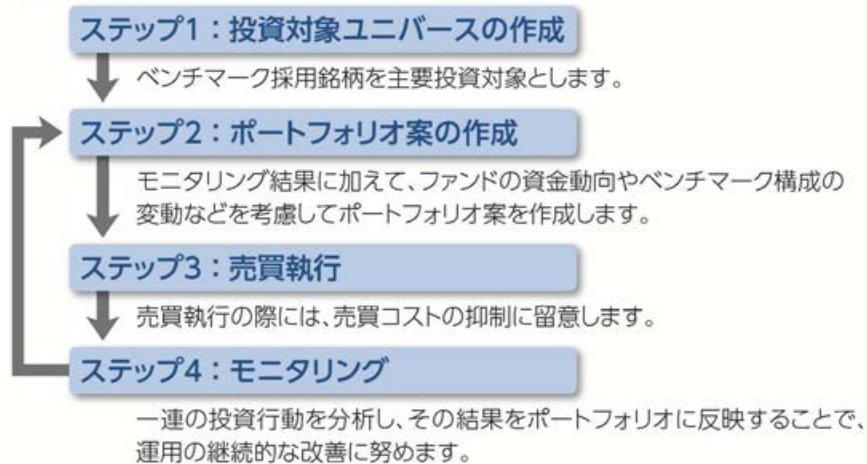 ステップ1：投資対象ユニバースの作成
ベンチマーク採用銘柄を主要投資対象とします。
ステップ2：ポートフォリオ案の作成
モニタリング結果に加えて、ファンドの資金動向やベンチマーク構成の
変動などを考慮してポートフォリオ案を作成します。
ステップ3：売買執行
売買執行の際には、売買コストの抑制に留意します。
ステップ4：モニタリング
一連の投資行動を分析し、その結果をポートフォリオに反映することで、
運用の継続的な改善に努めます。